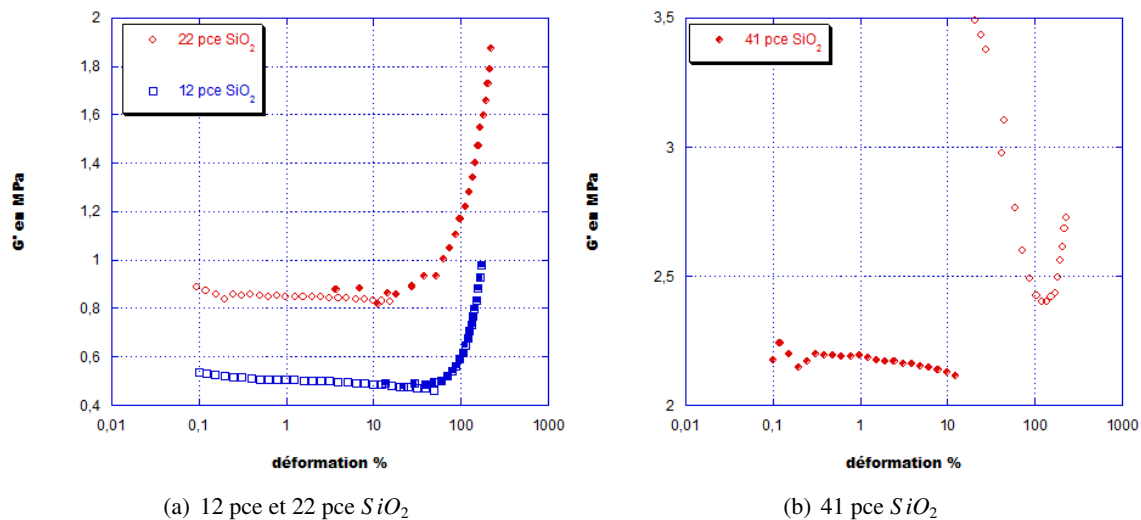 2
1,8
1,6
1,4
1,2
1
0,8
0,6
0,4
G' en MPa
22 pce SiO₂
12 pce SiO₂
0,01 0,1 1 10 100 1000
déformation %
(a) 12 pce et 22 pce SiO₂
3,5
3
2,5
2
G' en MPa
41 pce SiO₂
0,01 0,1 1 10 100 1000
déformation %
(b) 41 pce SiO₂